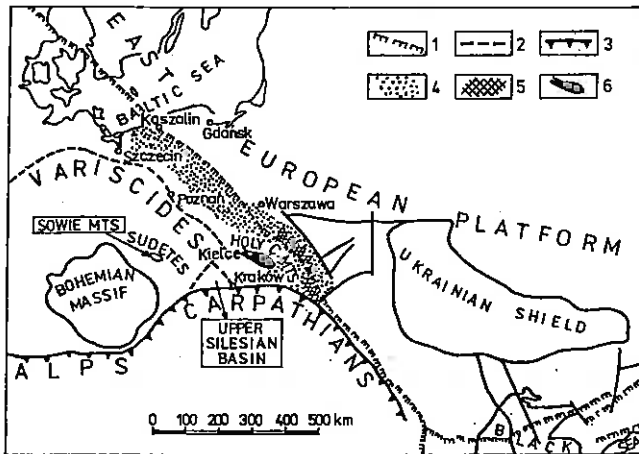 EAST
BALTIC SEA
Koszalin
Gdańsk
Szczecin
EUROPEAN
PLATFORM
VARISCIDES
Poznań
Warszawa
SOWIE MTS
SUDETES
HOLY
Kielce
Kraków
BOHEMIAN
MASSIF
UKRAINIAN SHIELD
CARPATHIANS
UPPER
SILESIAN
BASIN
ALPS
BLACK
SEA
0 100 200 300 400 500 km
1
2
3
4
5
6